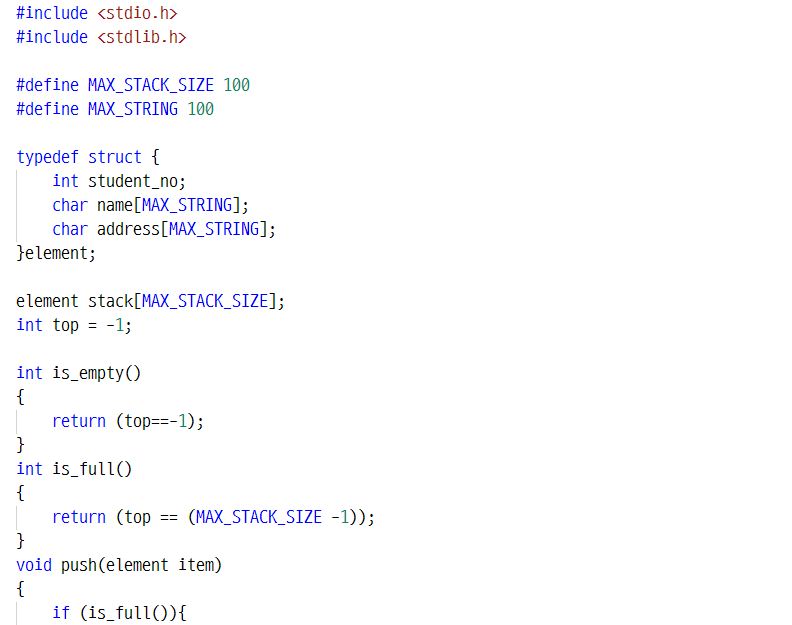 #include <stdio.h>
#include <stdlib.h>
#define MAX_STACK_SIZE 100
#define MAX_STRING 100
typedef struct {
int student_no;
char name[MAX_STRING];
char address[MAX_STRING];
}element;
element stack[MAX_STACK_SIZE];
int top = -1;
int is_empty()
{
return (top==-1);
}
int is_full()
{
return (top == (MAX_STACK_SIZE -1));
}
void push(element item)
{
if (is_full()){